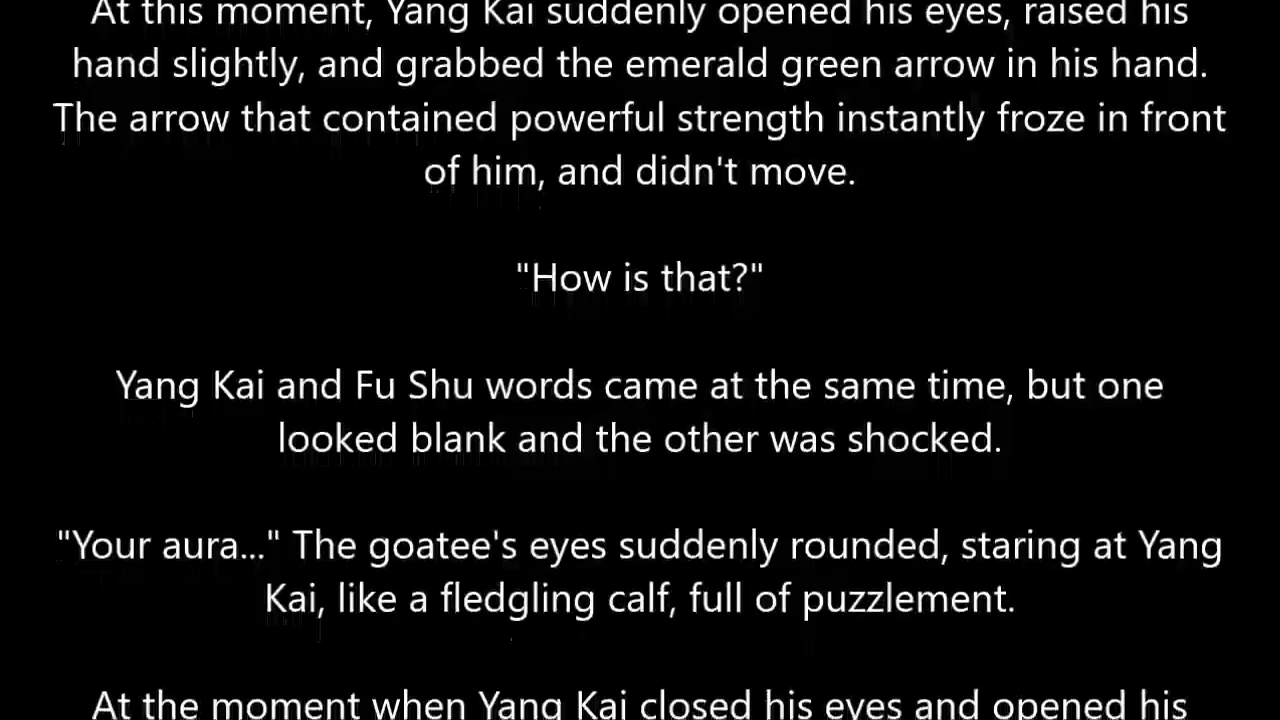 At this moment, Yang Kai suddenly opened his eyes, raised his
hand slightly, and grabbed the emerald green arrow in his hand.
The arrow that contained powerful strength instantly froze in front
of him, and didn't move.
"How is that?"
Yang Kai and Fu Shu words came at the same time, but one
looked blank and the other was shocked.
"Your aura..." The goatee's eyes suddenly rounded, staring at Yang
Kai, like a fledgling calf, full of puzzlement.
At the moment when Yang Kai closed his eyes and opened his